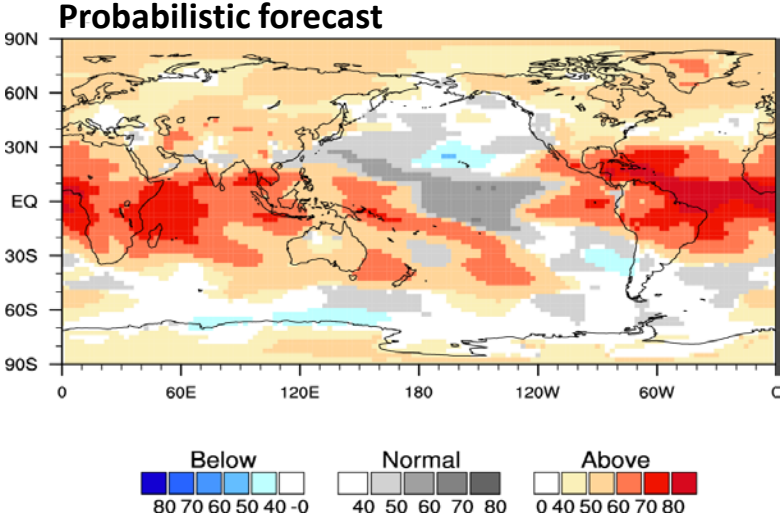 Probabilistic forecast
90N
60N
30N
EQ
30S
60S
90S
0 60E 120E 180 120W 60W 0
Below Normal Above
80 70 60 50 40 -0 40 50 60 70 80 0 40 50 60 70 80